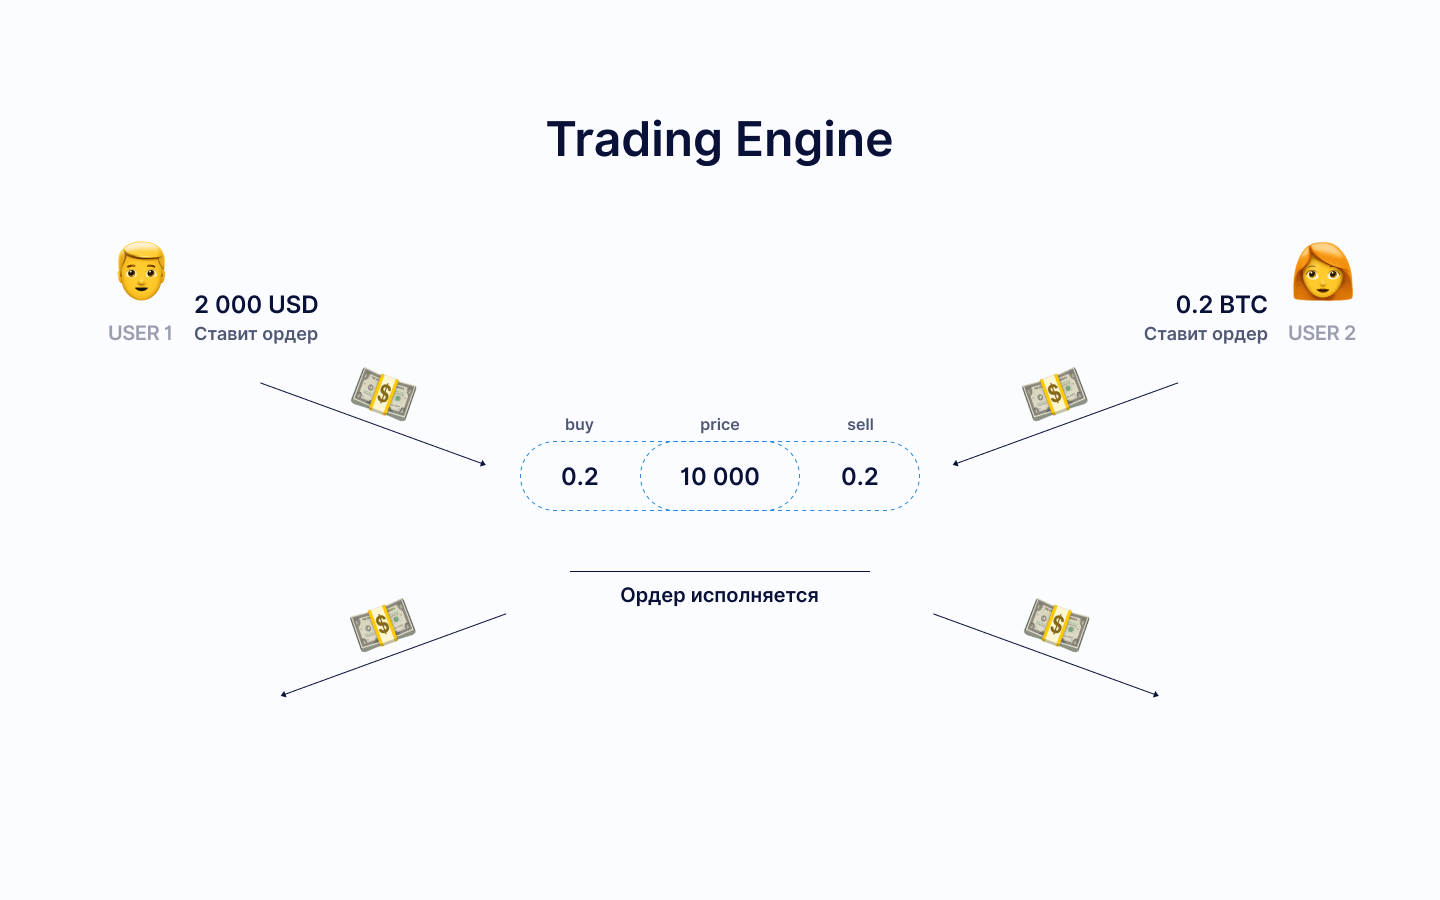 Trading Engine
2 000 USD
USER 1 Ставит ордер
0.2 BTC
Ставит ордер USER 2
buy price sell
0.2 10 000 0.2
Ордер исполняется